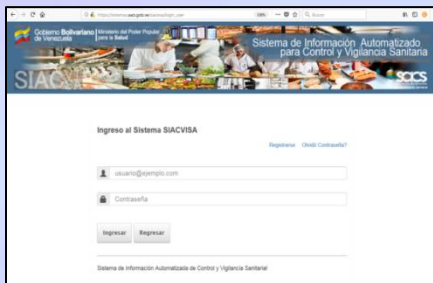 Gobierno Bolivariano
de Venezuela
Ministerio del Poder Popular
para la Salud
Sistema de Información Automatizado
para Control y Vigilancia Sanitaria
SIACVI
SACS
Ingreso al Sistema SIACVISA
Registrarse Olvidó Contraseña?
usuario@ejemplo.com
Contraseña
Ingresar Regresar
Sistema de Información Automatizada de Control y Vigilancia Sanitaria!